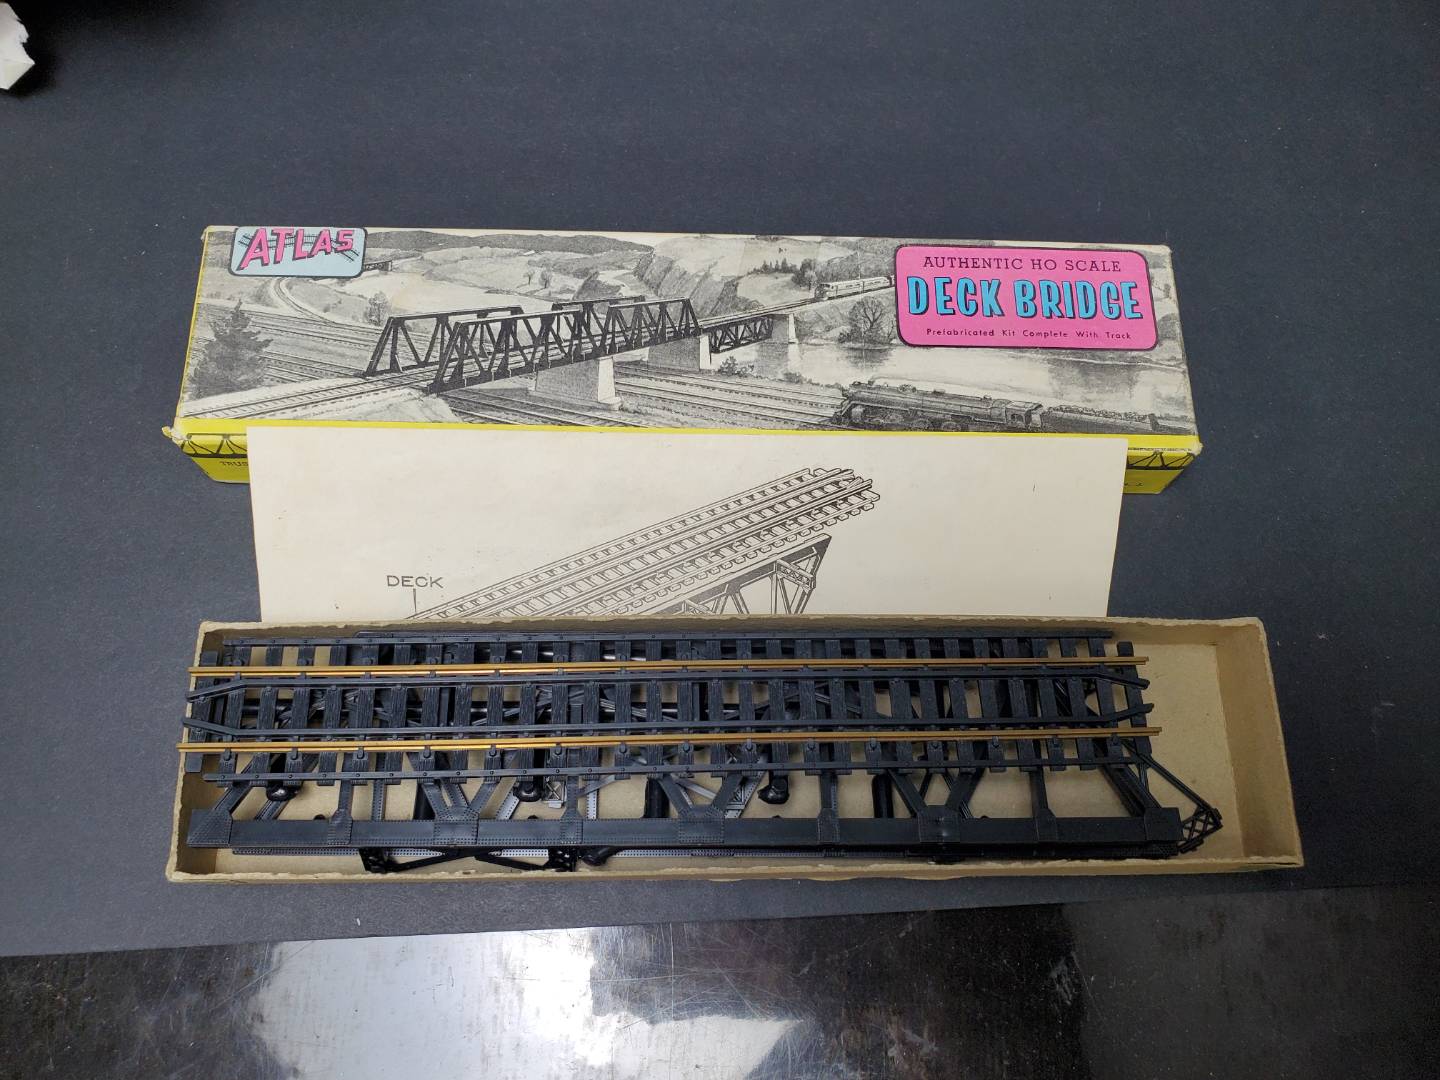 ATLAS
AUTHENTIC HO SCALE
DECK BRIDGE
Prefabricated Kit Complete With Track
DECK